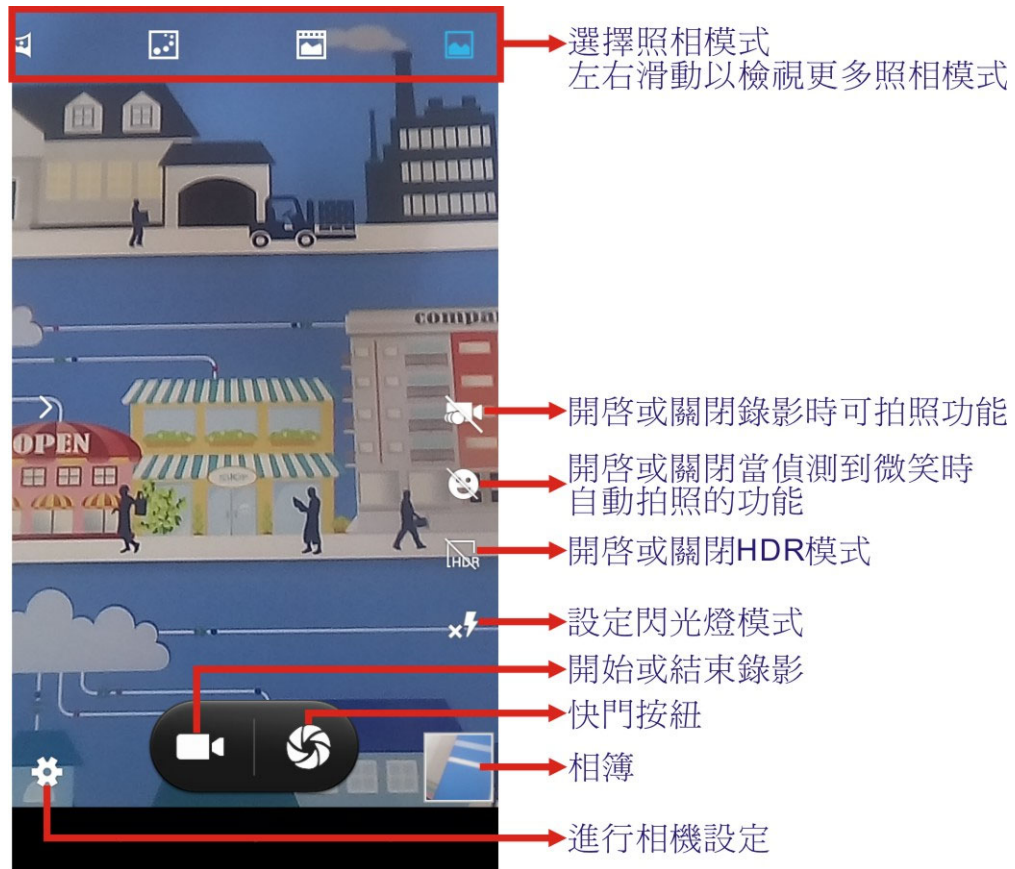 選擇照相模式
左右滑動以檢視更多照相模式
compa
開啓或關閉錄影時可拍照功能
OPEN
開啓或關閉當偵測到微笑時
自動拍照的功能
HDR
開啓或關閉HDR模式
設定閃光燈模式
開始或結束錄影
快門按鈕
相簿
進行相機設定